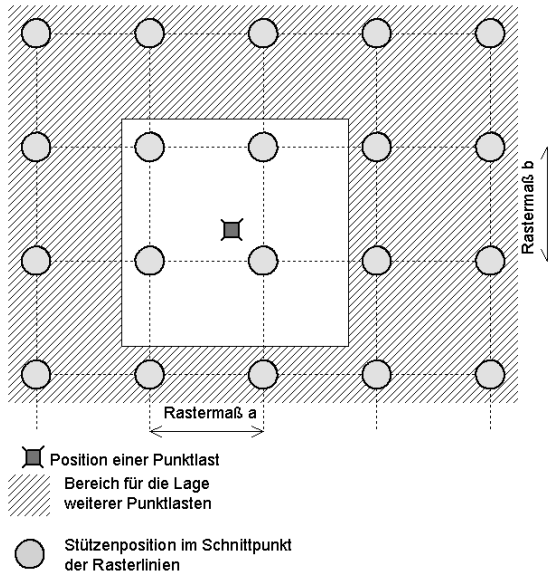 Rastermaß b
Rastermaß a
Position einer Punktlast
Bereich für die Lage
weiterer Punktlasten
Stützenposition im Schnittpunkt
der Rasterlinien